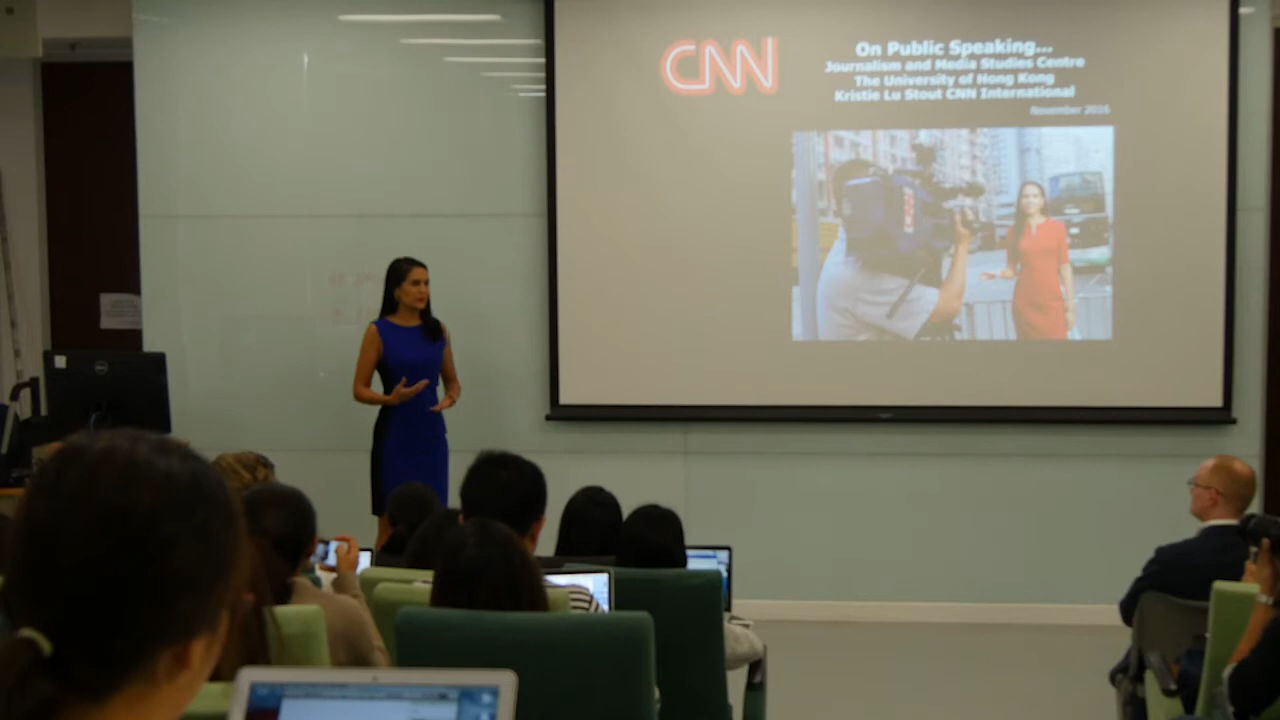 CNN
On Public Speaking...
Journalism and Media Studies Centre
The University of Hong Kong
Kristie Lu Stout CNN International
November 2016